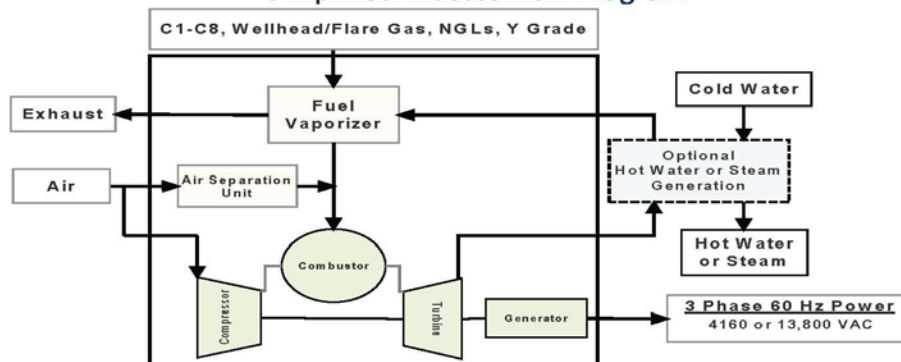 C1-C8, Wellhead/Flare Gas, NGLs, Y Grade
Exhaust
Fuel
Vaporizer
Cold Water
Air
Air Separation
Unit
Optional
Hot Water or Steam
Generation
Combustor
Hot Water
or Steam
Compressor
Turbine
Generator
3 Phase 60 Hz Power
4160 or 13,800 VAC